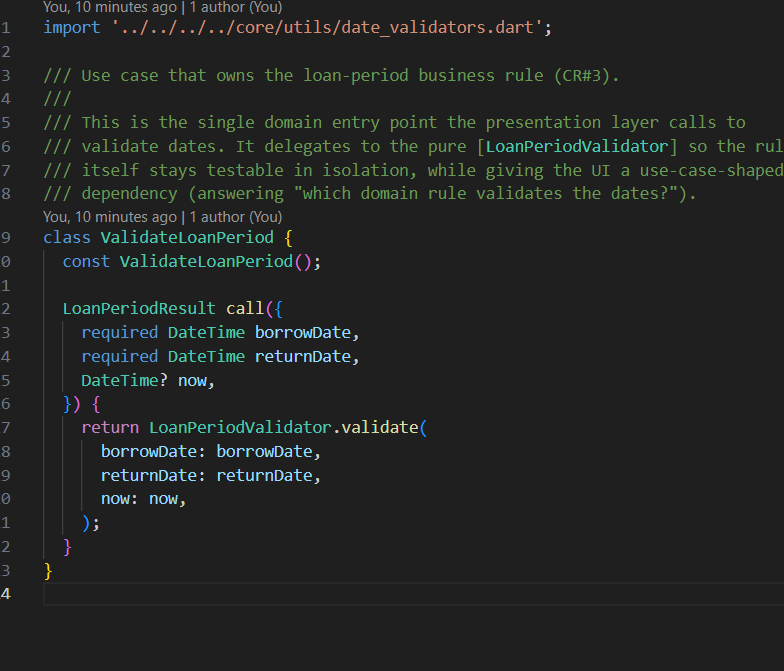 You, 10 minutes ago | 1 author (You)
1 import '../../../../core/utils/date_validators.dart';
2
3 /// Use case that owns the loan-period business rule (CR#3).
4 ///
5 /// This is the single domain entry point the presentation layer calls to
6 /// validate dates. It delegates to the pure [LoanPeriodValidator] so the rul
7 /// itself stays testable in isolation, while giving the UI a use-case-shaped
8 /// dependency (answering "which domain rule validates the dates?").
You, 10 minutes ago | 1 author (You)
9 class ValidateLoanPeriod {
0   const ValidateLoanPeriod();
1
2   LoanPeriodResult call({
3     required DateTime borrowDate,
4     required DateTime returnDate,
5     DateTime? now,
6   }) {
7     return LoanPeriodValidator.validate(
8       borrowDate: borrowDate,
9       returnDate: returnDate,
0       now: now,
1     );
2   }
3 }
4